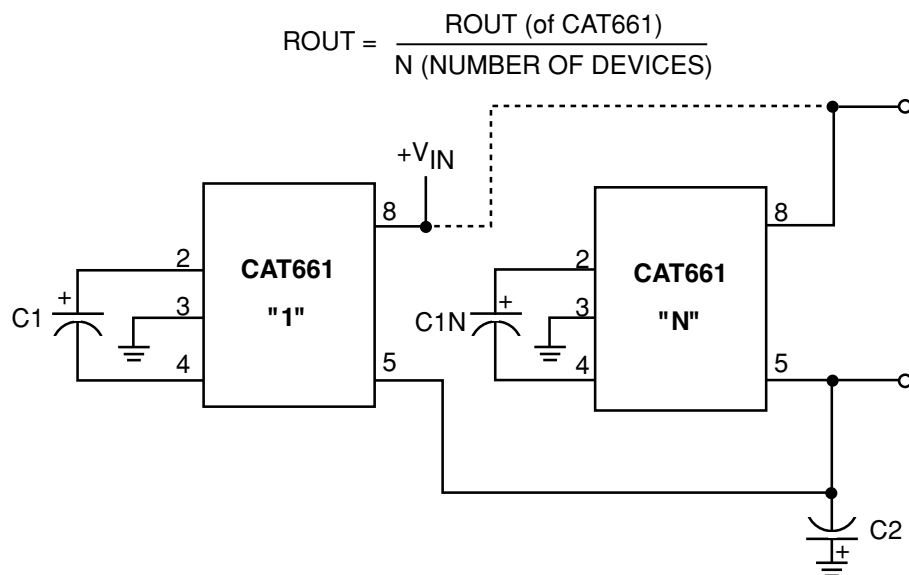 ROUT = ROUT (of CAT661)
N (NUMBER OF DEVICES)
+VIN
8
8
2
CAT661
2
CAT661
C1
+
3
"1"
C1N
+
3
"N"
4
5
4
5
C2
+